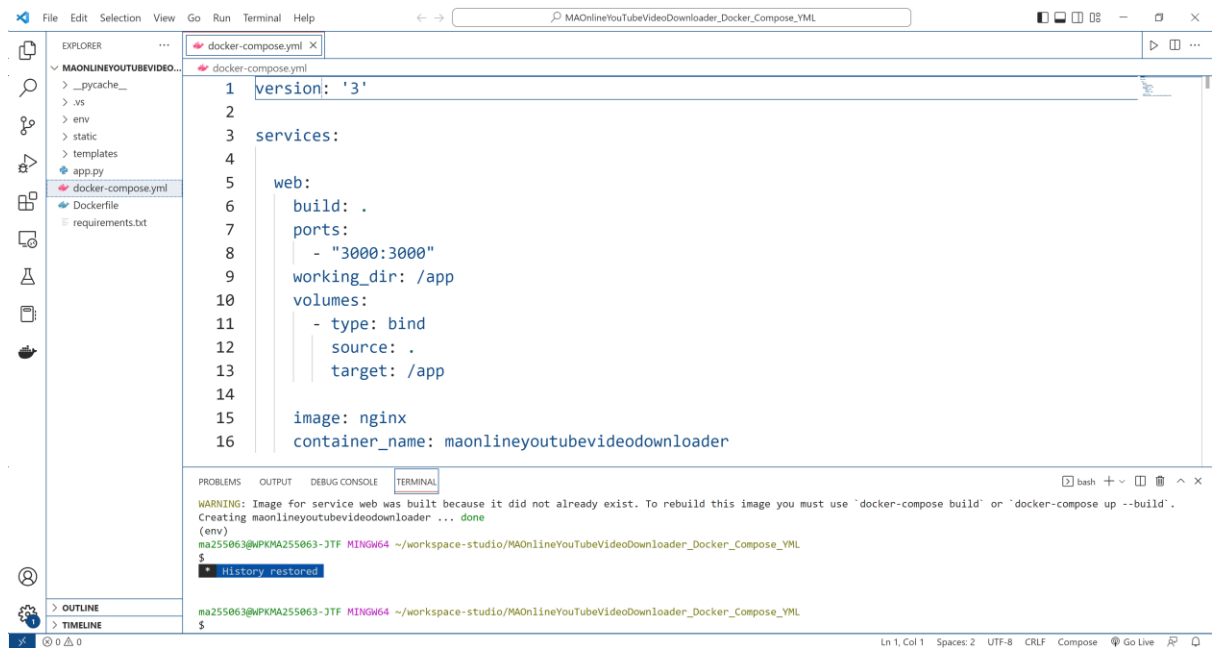 File Edit Selection View Go Run Terminal Help
MAOnlineYouTubeVideoDownloader_Docker_Compose_YML
EXPLORER
MAONLINEYOUTUBEVIDEO...
__pycache__
.vs
env
static
templates
app.py
docker-compose.yml
Dockerfile
requirements.txt
OUTLINE
TIMELINE
docker-compose.yml
docker-compose.yml
1 version: '3'
2
3 services:
4
5 web:
6 build: .
7 ports:
8 - "3000:3000"
9 working_dir: /app
10 volumes:
11 - type: bind
12 source: .
13 target: /app
14
15 image: nginx
16 container_name: maonlineyoutubevideodownloader
PROBLEMS OUTPUT DEBUG CONSOLE TERMINAL
bash
WARNING: Image for service web was built because it did not already exist. To rebuild this image you must use `docker-compose build` or `docker-compose up --build`.
Creating maonlineyoutubevideodownloader ... done
(env)
ma255063@WPKMA255063-JTF MINGW64 ~/workspace-studio/MAOnlineYouTubeVideoDownloader_Docker_Compose_YML
$
* History restored
ma255063@WPKMA255063-JTF MINGW64 ~/workspace-studio/MAOnlineYouTubeVideoDownloader_Docker_Compose_YML
$
1
0 0 Ln 1, Col 1 Spaces: 2 UTF-8 CRLF Compose Go Live